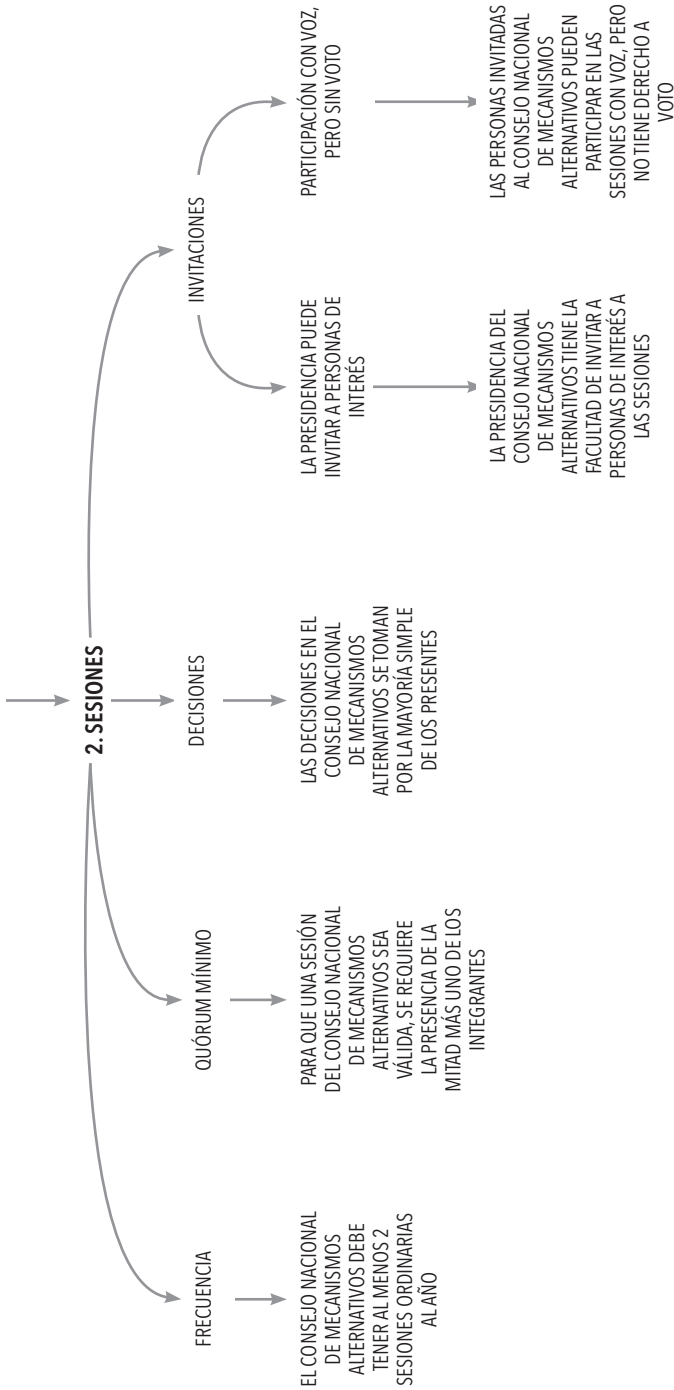 2. SESIONES
FRECUENCIA
EL CONSEJO NACIONAL
DE MECANISMOS
ALTERNATIVOS DEBE
TENER AL MENOS 2
SESIONES ORDINARIAS
AL AÑO
QUÓRUM MÍNIMO
PARA QUE UNA SESIÓN
DEL CONSEJO NACIONAL
DE MECANISMOS
ALTERNATIVOS SEA
VÁLIDA, SE REQUIERE
LA PRESENCIA DE LA
MITAD MÁS UNO DE LOS
INTEGRANTES
DECISIONES
LAS DECISIONES EN EL
CONSEJO NACIONAL
DE MECANISMOS
ALTERNATIVOS SE TOMAN
POR LA MAYORÍA SIMPLE
DE LOS PRESENTES
INVITACIONES
LA PRESIDENCIA PUEDE
INVITAR A PERSONAS DE
INTERÉS
LA PRESIDENCIA DEL
CONSEJO NACIONAL
DE MECANISMOS
ALTERNATIVOS TIENE LA
FACULTAD DE INVITAR A
PERSONAS DE INTERÉS A
LAS SESIONES
PARTICIPACIÓN CON VOZ,
PERO SIN VOTO
LAS PERSONAS INVITADAS
AL CONSEJO NACIONAL
DE MECANISMOS
ALTERNATIVOS PUEDEN
PARTICIPAR EN LAS
SESIONES CON VOZ, PERO
NO TIENE DERECHO A
VOTO